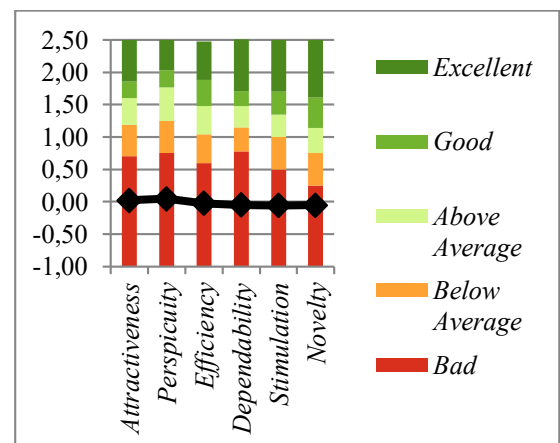 2,50
2,00
1,50
1,00
0,50
0,00
-0,50
-1,00
Attractiveness
Perspicuity
Efficiency
Dependability
Stimulation
Novelty
Excellent
Good
Above
Average
Below
Average
Bad